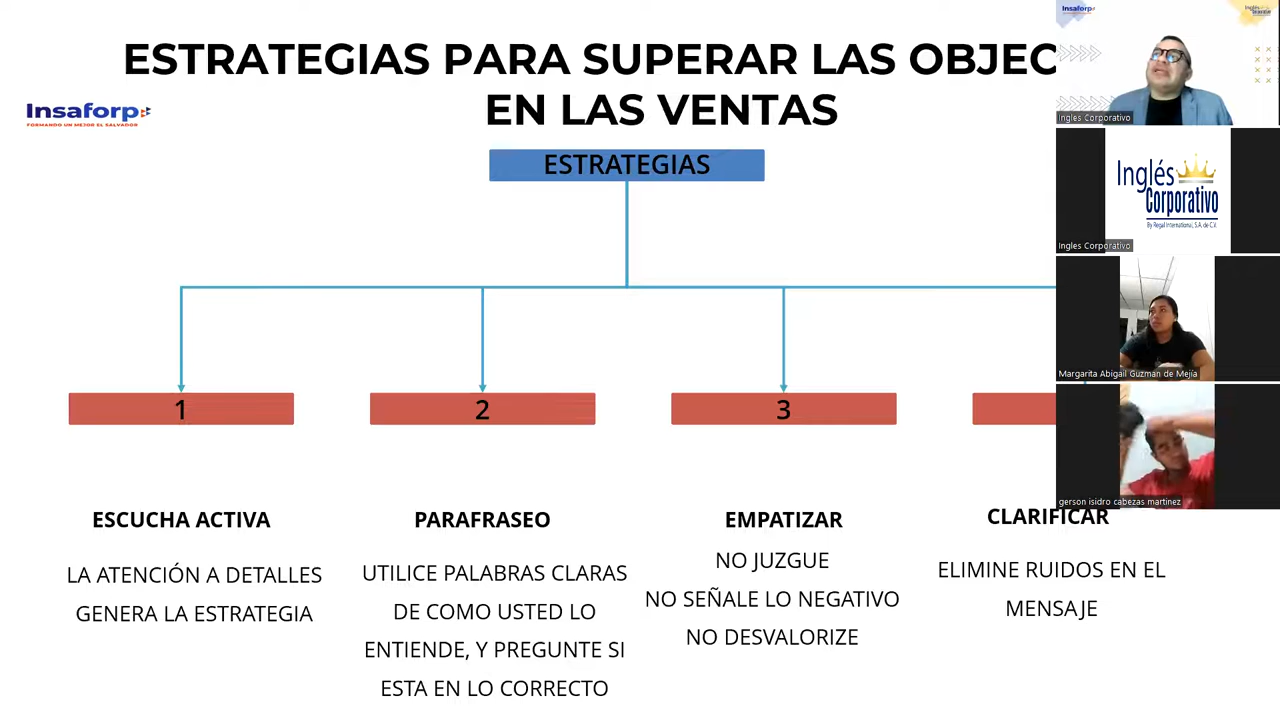 ESTRATEGIAS PARA SUPERAR LAS OBJEC
EN LAS VENTAS
Insaforp
FORMANDO UN MEJOR EL SALVADOR
ESTRATEGIAS
1
2
3
ESCUCHA ACTIVA
LA ATENCIÓN A DETALLES
GENERA LA ESTRATEGIA
PARAFRASEO
UTILICE PALABRAS CLARAS
DE COMO USTED LO
ENTIENDE, Y PREGUNTE SI
ESTA EN LO CORRECTO
EMPATIZAR
NO JUZGUE
NO SEÑALE LO NEGATIVO
NO DESVALORIZE
CLARIFICAR
ELIMINE RUIDOS EN EL
MENSAJE
Insaforp
Ingles Corporativo
Inglés
Corporativo
By Regal International, S.A. de C.V.
Ingles Corporativo
Margarita Abigail Guzman de Mejía
gerson isidro cabezas martinez